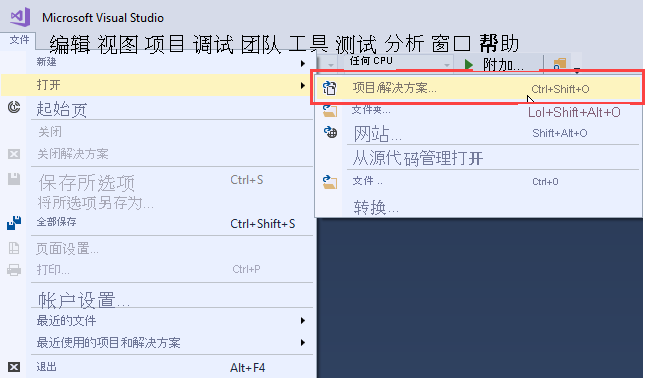 Microsoft Visual Studio
文件 编辑 视图 项目 调试 团队 工具 测试 分析 窗口 帮助
任何 CPU 附加...
新建
打开
起始页
关闭
关闭解决方案
保存所选项 Ctrl+S
将所选项另存为...
全部保存 Ctrl+Shift+S
页面设置...
打印... Ctrl+P
帐户设置...
最近的文件
最近使用的项目和解决方案
退出 Alt+F4
项目/解决方案... Ctrl+Shift+O
文件夹... Lol+Shift+Alt+O
网站... Shift+Alt+O
从源代码管理打开
文件 .. Ctrl+O
转换...